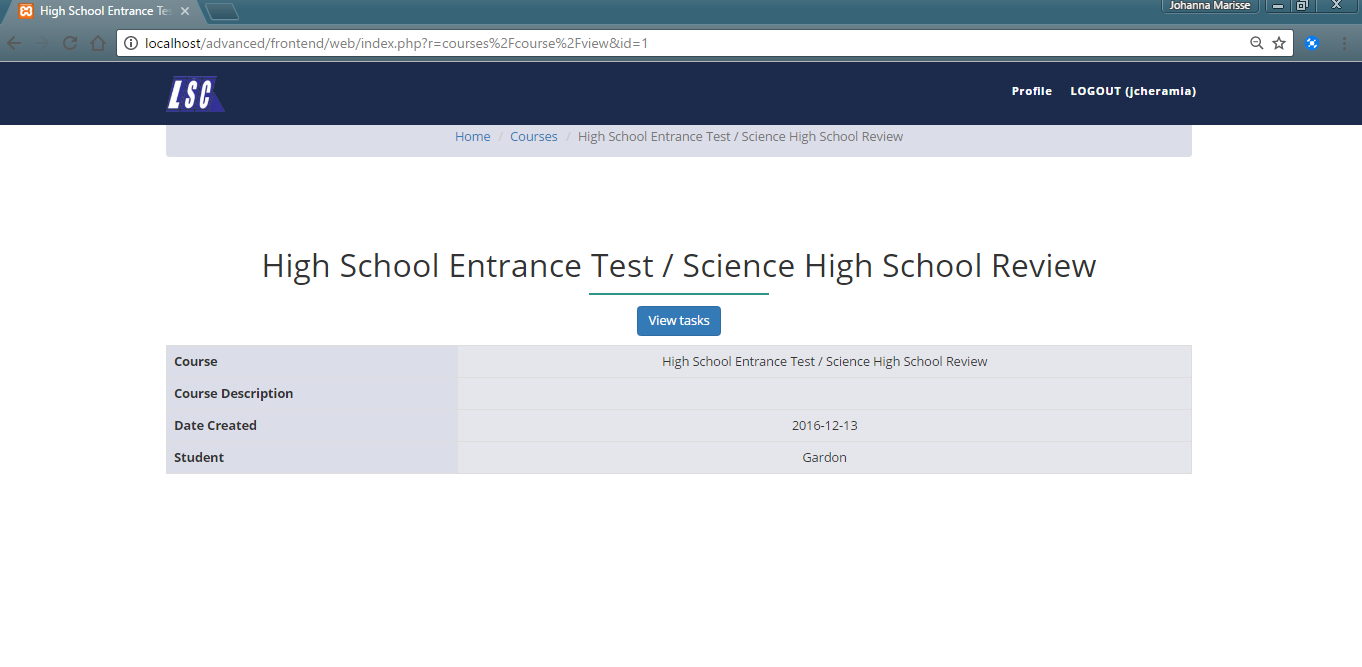 High School Entrance Te
Johanna Marisse
localhost/advanced/frontend/web/index.php?r=courses%2Fcourse%2Fview&id=1
LSC
Profile LOGOUT (jcheramia)
Home / Courses / High School Entrance Test / Science High School Review
High School Entrance Test / Science High School Review
View tasks
Course High School Entrance Test / Science High School Review
Course Description
Date Created 2016-12-13
Student Gardon